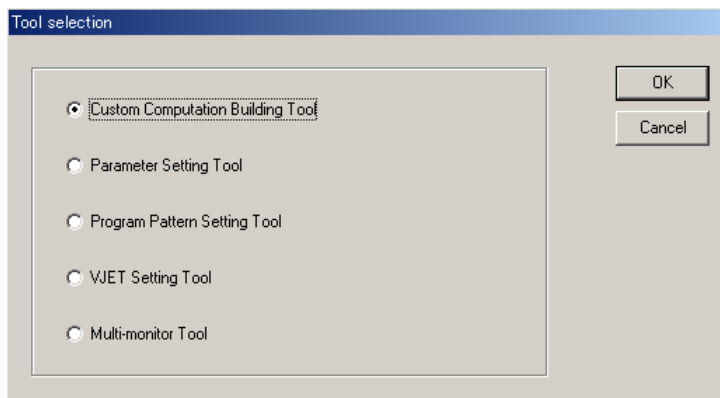 Tool selection
Custom Computation Building Tool
OK
Cancel
Parameter Setting Tool
Program Pattern Setting Tool
VJET Setting Tool
Multi-monitor Tool